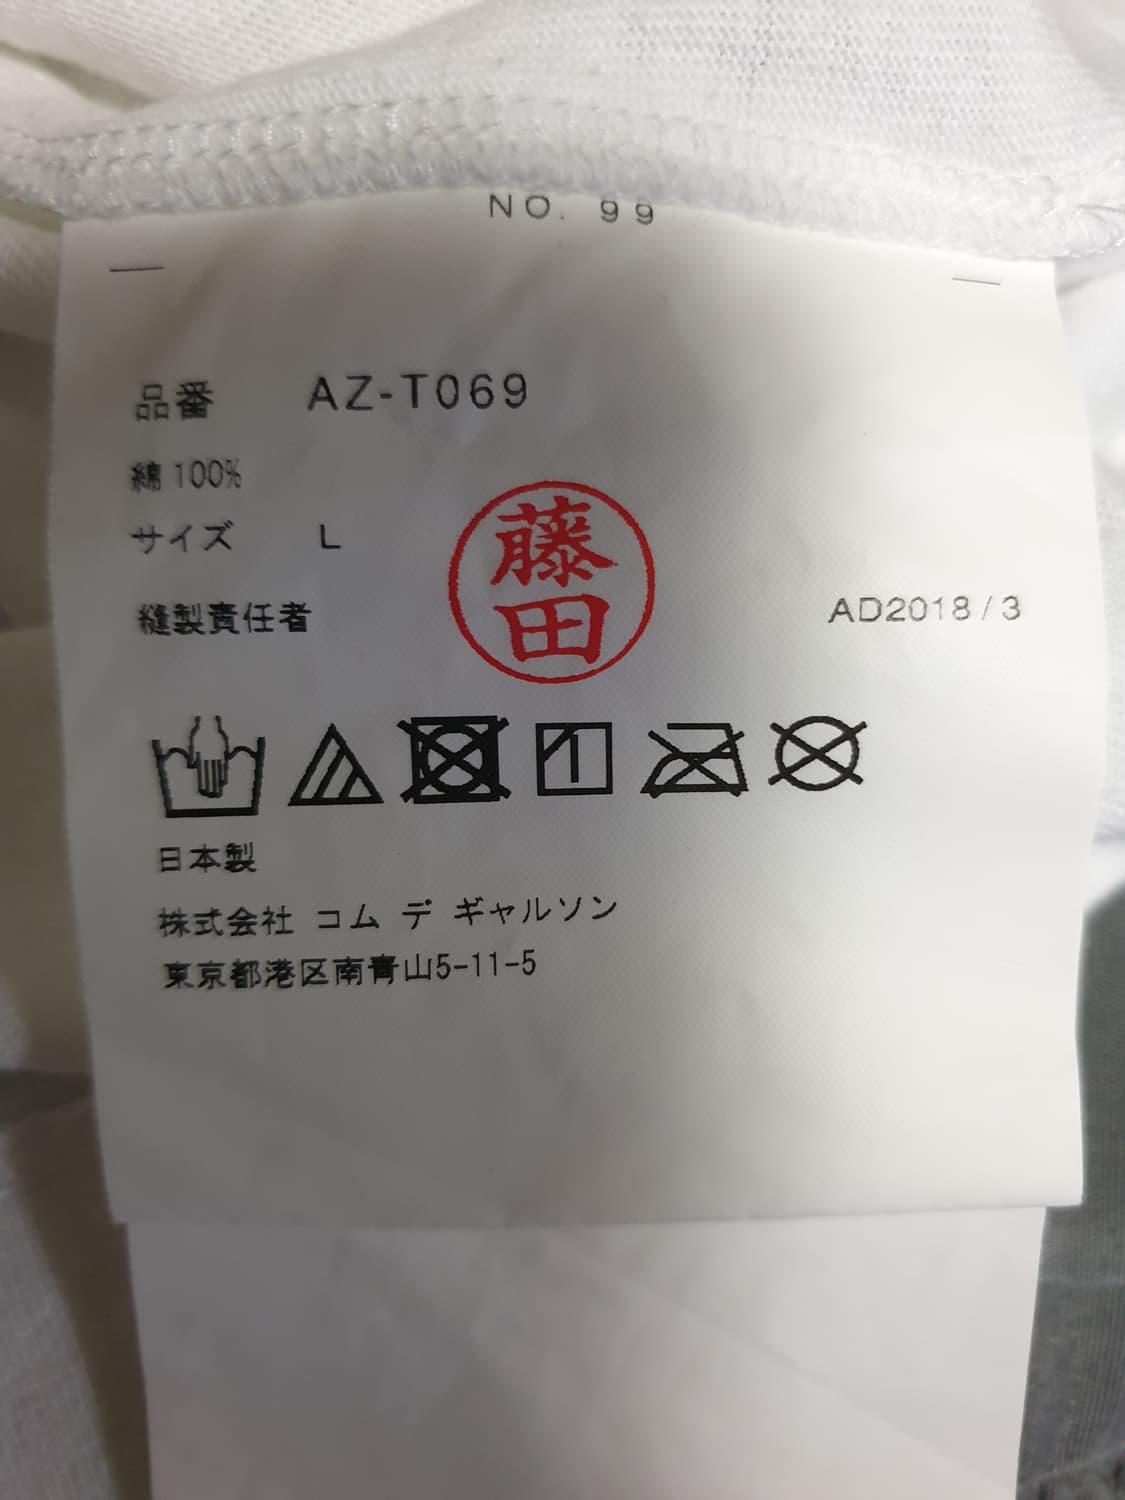 NO. 99
品番 AZ-T069
綿 100%
サイズ L
藤田
縫製責任者
AD2018/3
日本製
株式会社 コム デ ギャルソン
東京都港区南青山5-11-5